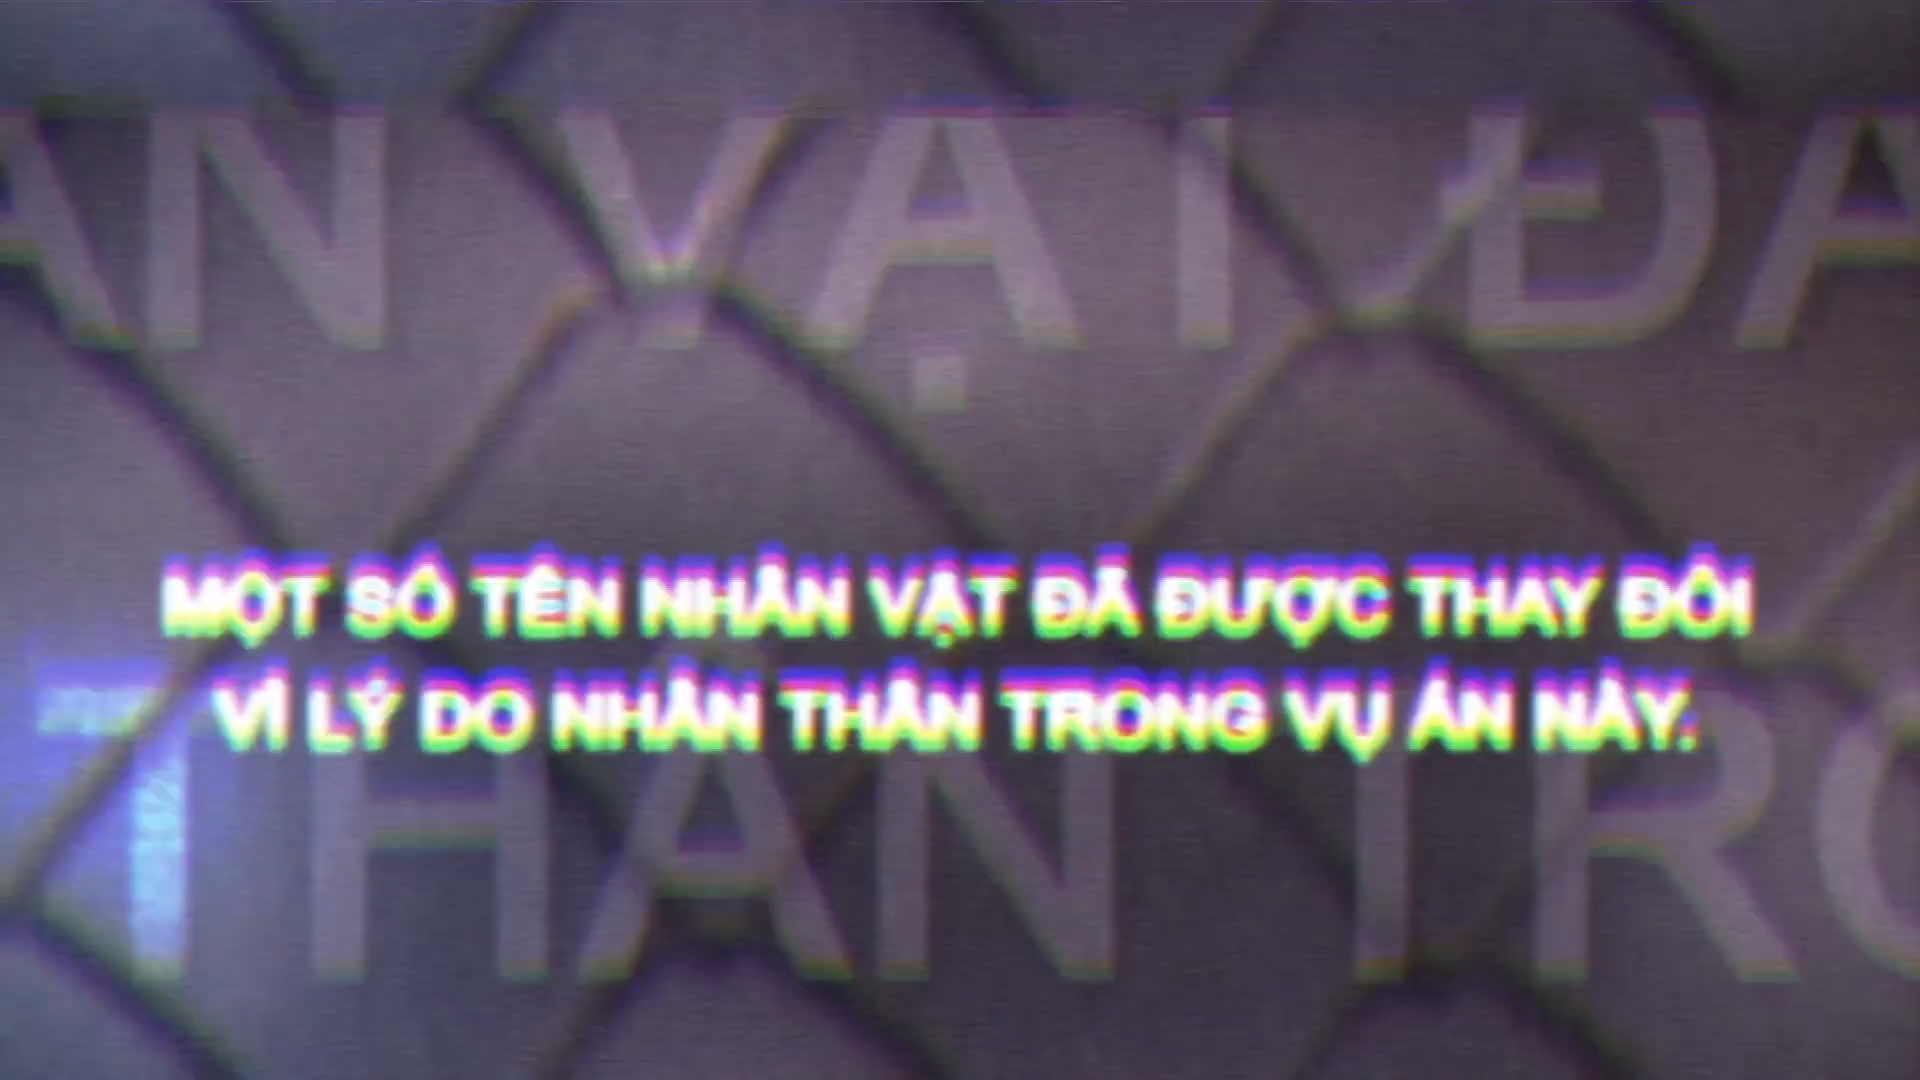 MỘT SỐ TÊN NHÂN VẬT ĐÃ ĐƯỢC THAY ĐỔI
VÌ LÝ DO NHÂN THÂN TRONG VỤ ÁN NÀY.